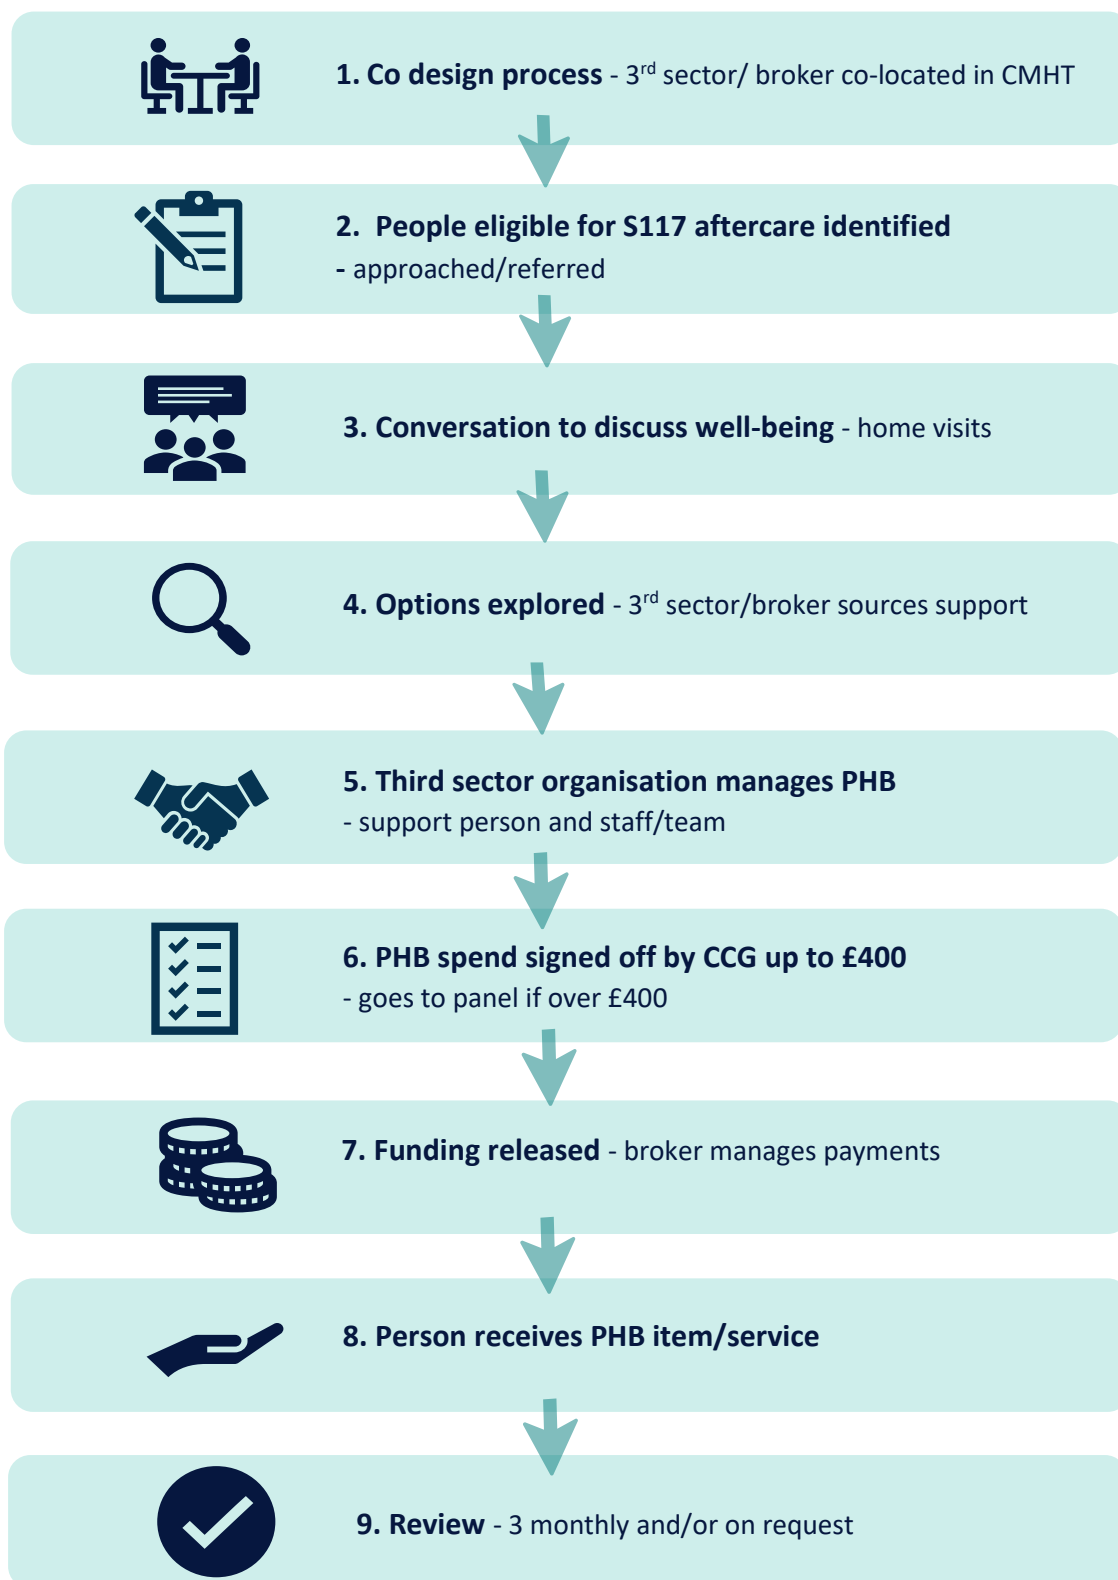 1. Co design process - 3rd sector/ broker co-located in CMHT
2. People eligible for S117 aftercare identified
- approached/referred
3. Conversation to discuss well-being - home visits
4. Options explored - 3rd sector/broker sources support
5. Third sector organisation manages PHB
- support person and staff/team
6. PHB spend signed off by CCG up to £400
- goes to panel if over £400
7. Funding released - broker manages payments
8. Person receives PHB item/service
9. Review - 3 monthly and/or on request